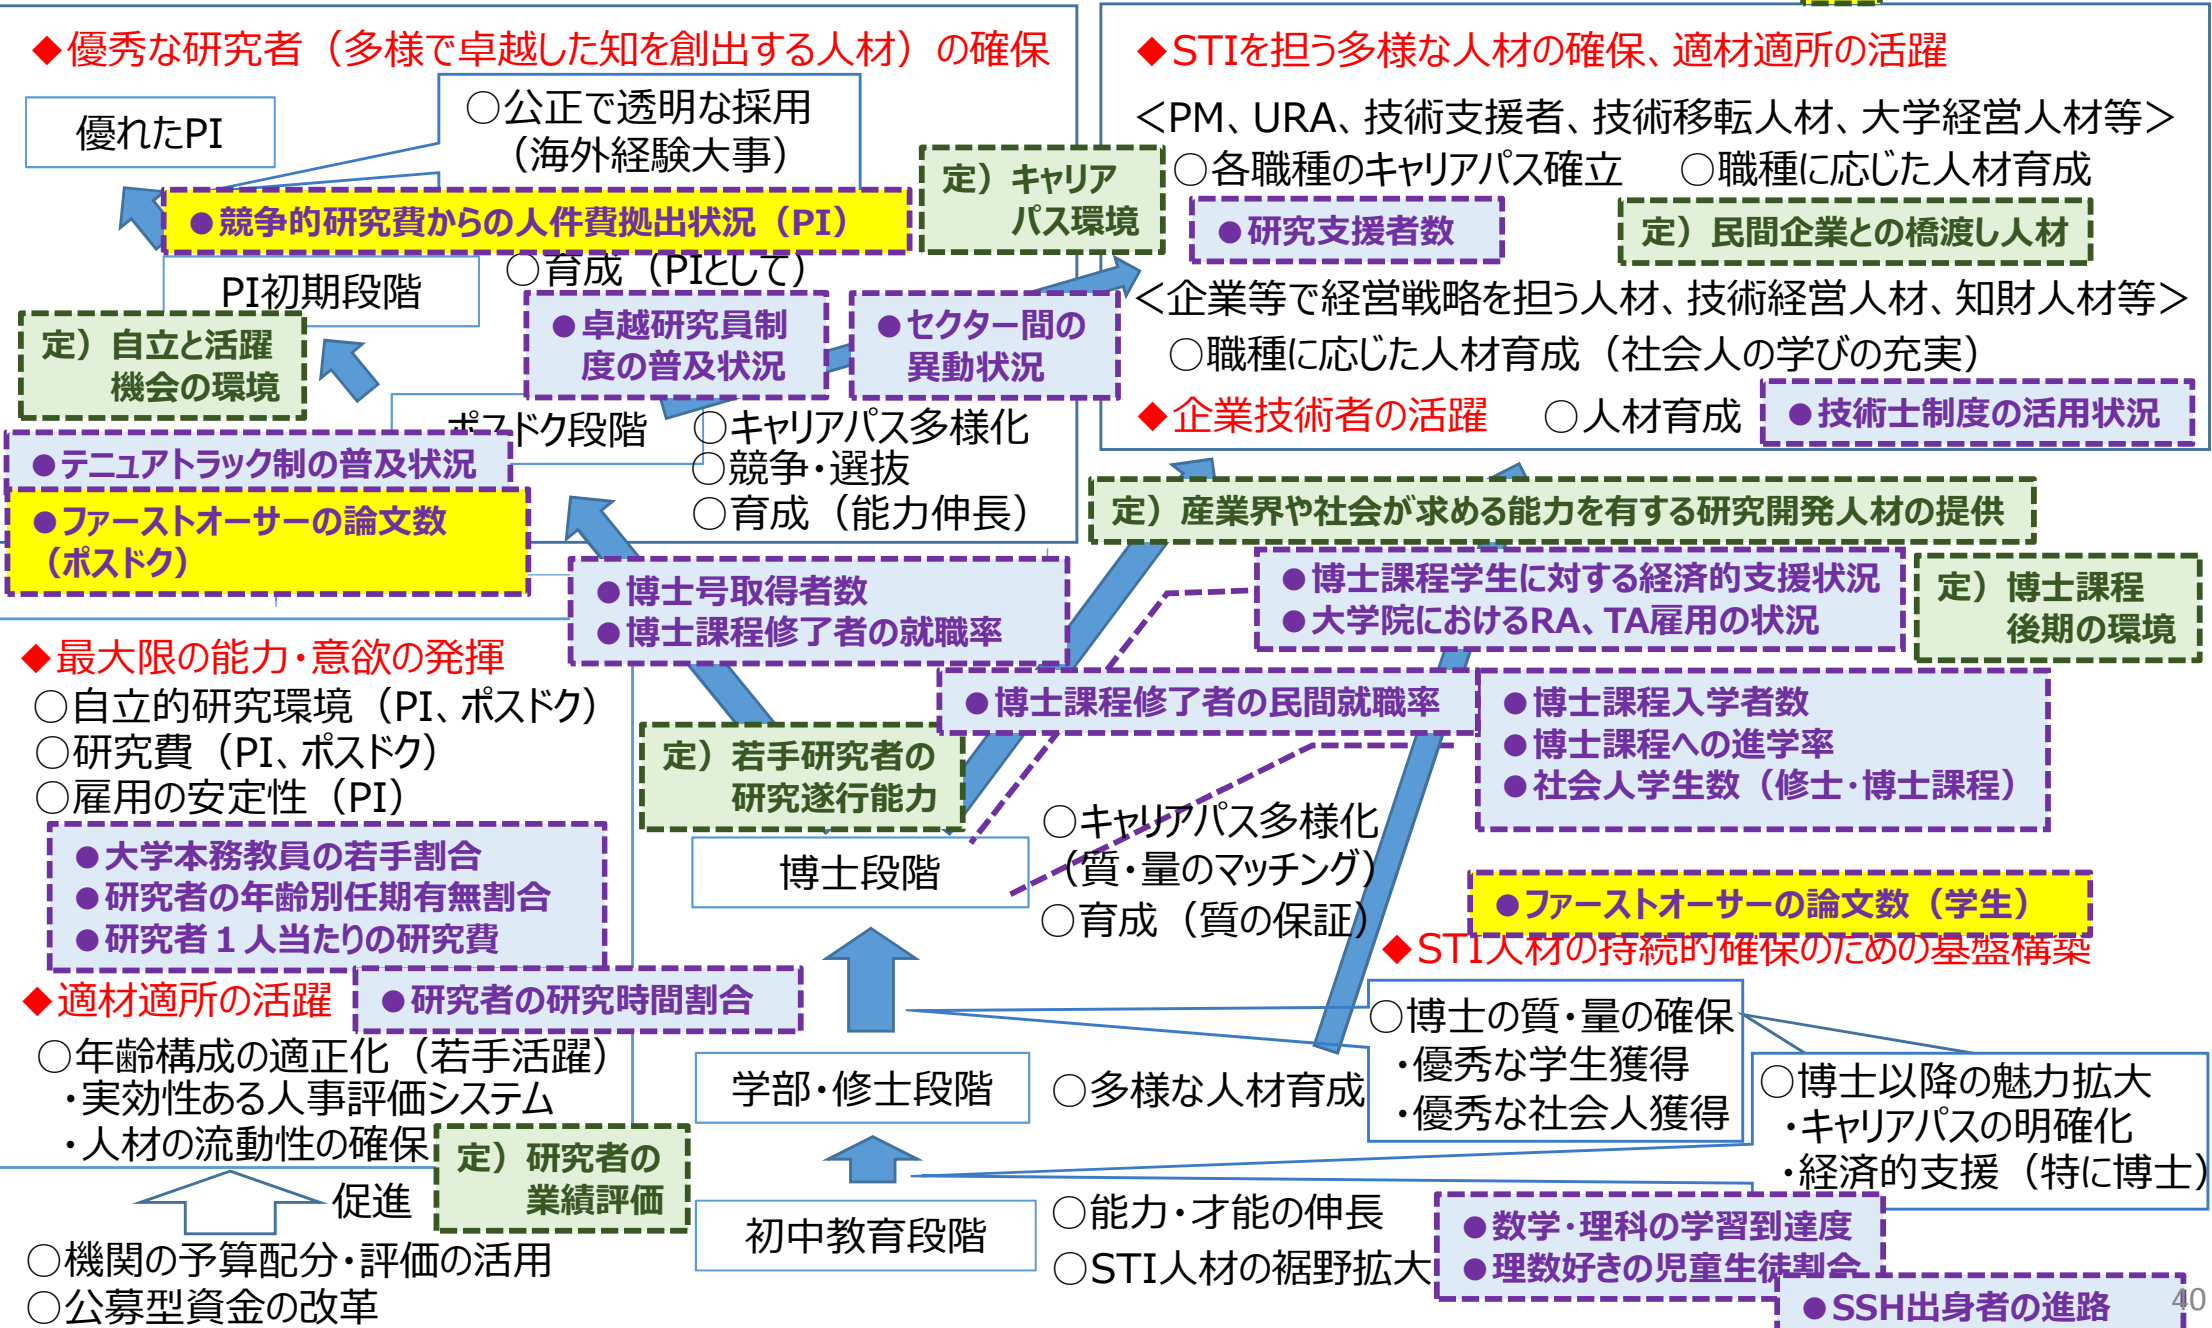 ◆優秀な研究者（多様で卓越した知を創出する人材）の確保
優れたPI
○公正で透明な採用
（海外経験大事）
●競争的研究費からの人件費拠出状況（PI）
定）キャリア
パス環境
○育成（PIとして）
PI初期段階
定）自立と活躍
機会の環境
●卓越研究員制
度の普及状況
●セクター間の
異動状況
ポスドク段階
○キャリアパス多様化
○競争・選抜
○育成（能力伸長）
●テニュアトラック制の普及状況
●ファーストオーサーの論文数
（ポスドク）
◆STIを担う多様な人材の確保、適材適所の活躍
＜PM、URA、技術支援者、技術移転人材、大学経営人材等＞
○各職種のキャリアパス確立　○職種に応じた人材育成
●研究支援者数
定）民間企業との橋渡し人材
＜企業等で経営戦略を担う人材、技術経営人材、知財人材等＞
○職種に応じた人材育成（社会人の学びの充実）
◆企業技術者の活躍　○人材育成
●技術士制度の活用状況
定）産業界や社会が求める能力を有する研究開発人材の提供
●博士号取得者数
●博士課程修了者の就職率
●博士課程学生に対する経済的支援状況
●大学院におけるRA、TA雇用の状況
定）博士課程
後期の環境
◆最大限の能力・意欲の発揮
○自立的研究環境（PI、ポスドク）
○研究費（PI、ポスドク）
○雇用の安定性（PI）
●大学本務教員の若手割合
●研究者の年齢別任期有無割合
●研究者１人当たりの研究費
定）若手研究者の
研究遂行能力
●博士課程修了者の民間就職率
●博士課程入学者数
●博士課程への進学率
●社会人学生数（修士・博士課程）
博士段階
○キャリアパス多様化
（質・量のマッチング）
○育成（質の保証）
●ファーストオーサーの論文数（学生）
◆STI人材の持続的確保のための基盤構築
◆適材適所の活躍
●研究者の研究時間割合
○年齢構成の適正化（若手活躍）
・実効性ある人事評価システム
・人材の流動性の確保
定）研究者の
業績評価
学部・修士段階
○多様な人材育成
○博士の質・量の確保
・優秀な学生獲得
・優秀な社会人獲得
○博士以降の魅力拡大
・キャリアパスの明確化
・経済的支援（特に博士）
促進
○機関の予算配分・評価の活用
○公募型資金の改革
初中教育段階
○能力・才能の伸長
○STI人材の裾野拡大
●数学・理科の学習到達度
●理数好きの児童生徒割合
●SSH出身者の進路
40